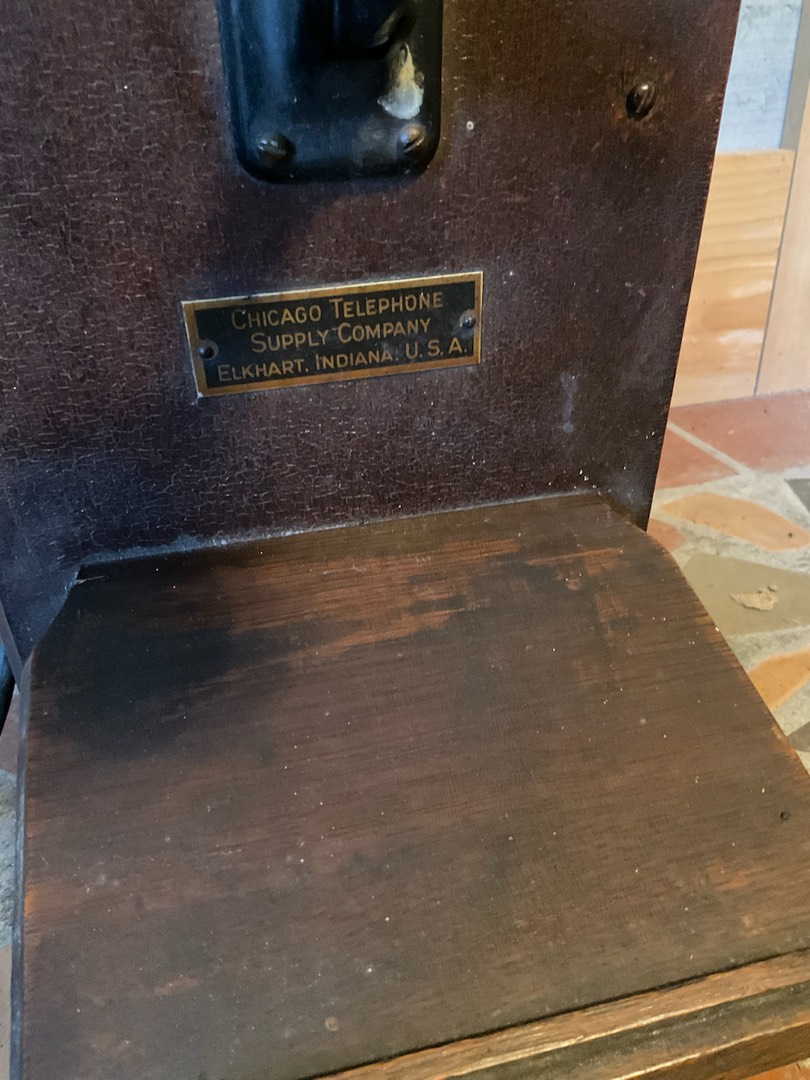 CHICAGO TELEPHONE
SUPPLY COMPANY
ELKHART, INDIANA, U. S. A.